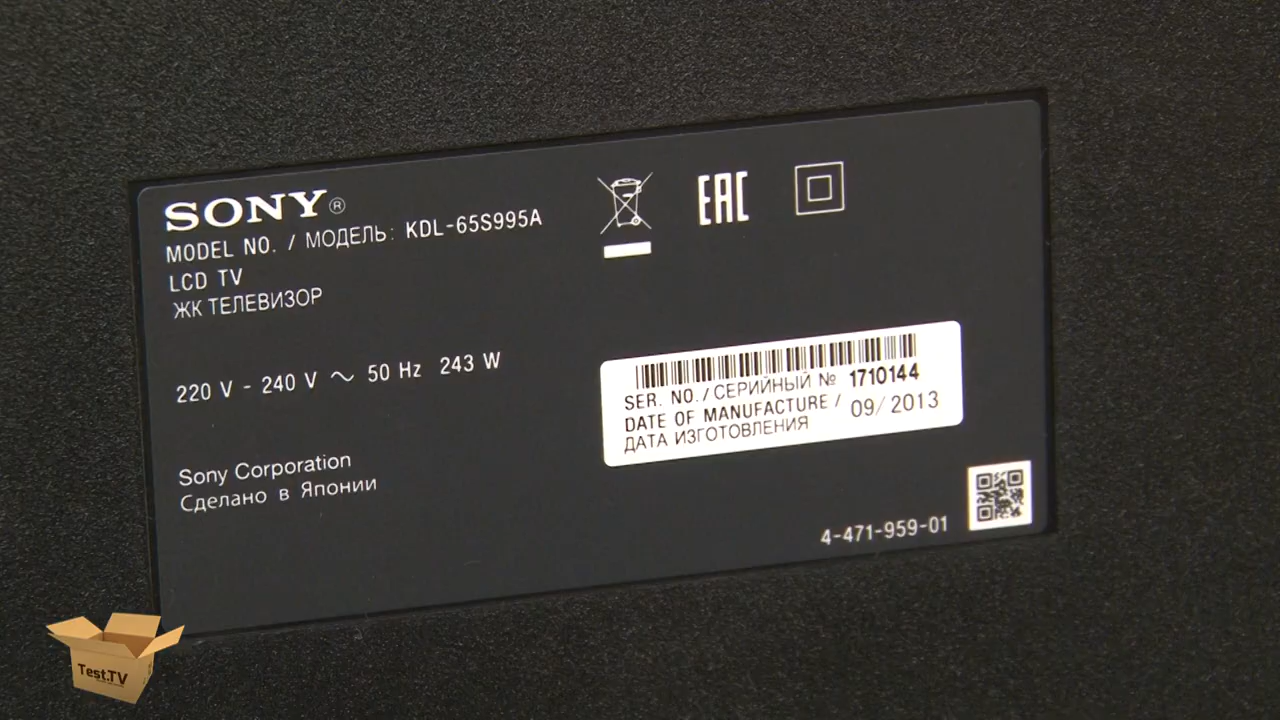 SONY®
MODEL NO. / МОДЕЛЬ: KDL-65S995A
LCD TV
ЖК ТЕЛЕВИЗОР
EAC
220 V - 240 V ~ 50 Hz 243 W
SER. NO./СЕРИЙНЫЙ № 1710144
DATE OF MANUFACTURE / 09/2013
ДАТА ИЗГОТОВЛЕНИЯ
Sony Corporation
Сделано в Японии
4-471-959-01
Test.TV